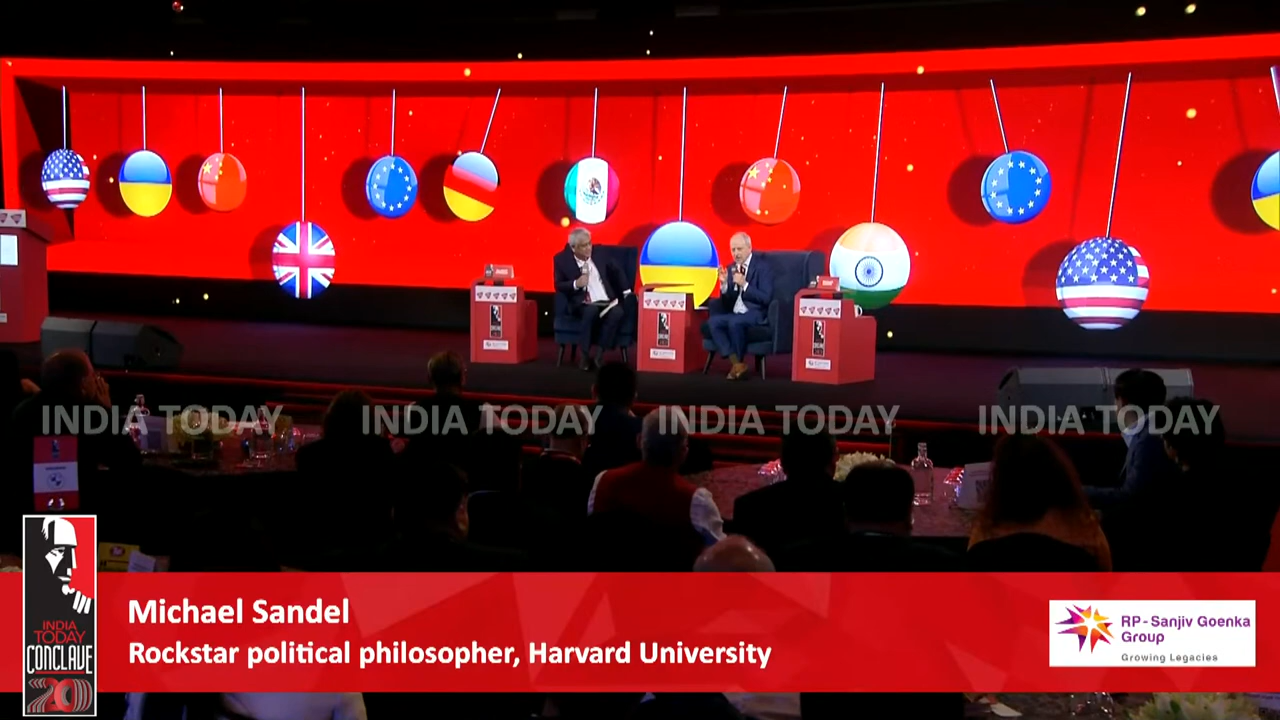 INDIA TODAY INDIA TODAY INDIA TODAY INDIA TODAY
INDIA
TODAY
CONCLAVE
Michael Sandel
Rockstar political philosopher, Harvard University
RP-Sanjiv Goenka
Group
Growing Legacies